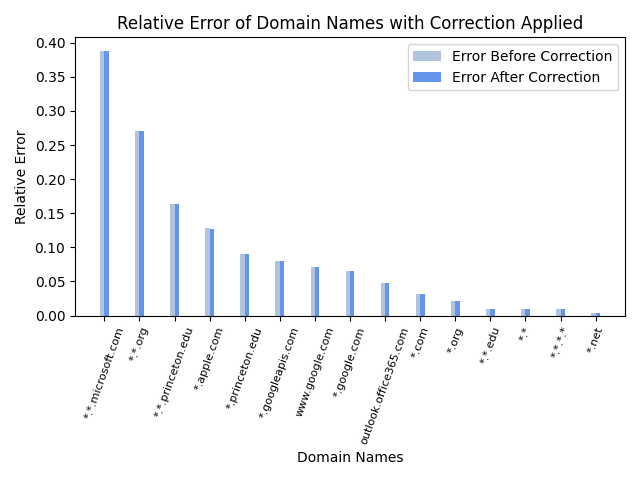 Relative Error of Domain Names with Correction Applied
Error Before Correction
Error After Correction
Relative Error
0.40
0.35
0.30
0.25
0.20
0.15
0.10
0.05
0.00
*.*.microsoft.com
*.*.org
*.*.princeton.edu
*.apple.com
*.princeton.edu
*.googleapis.com
www.google.com
*.google.com
outlook.office365.com
*.com
*.org
*.*.edu
*.*
*.*.*.*
*.net
Domain Names